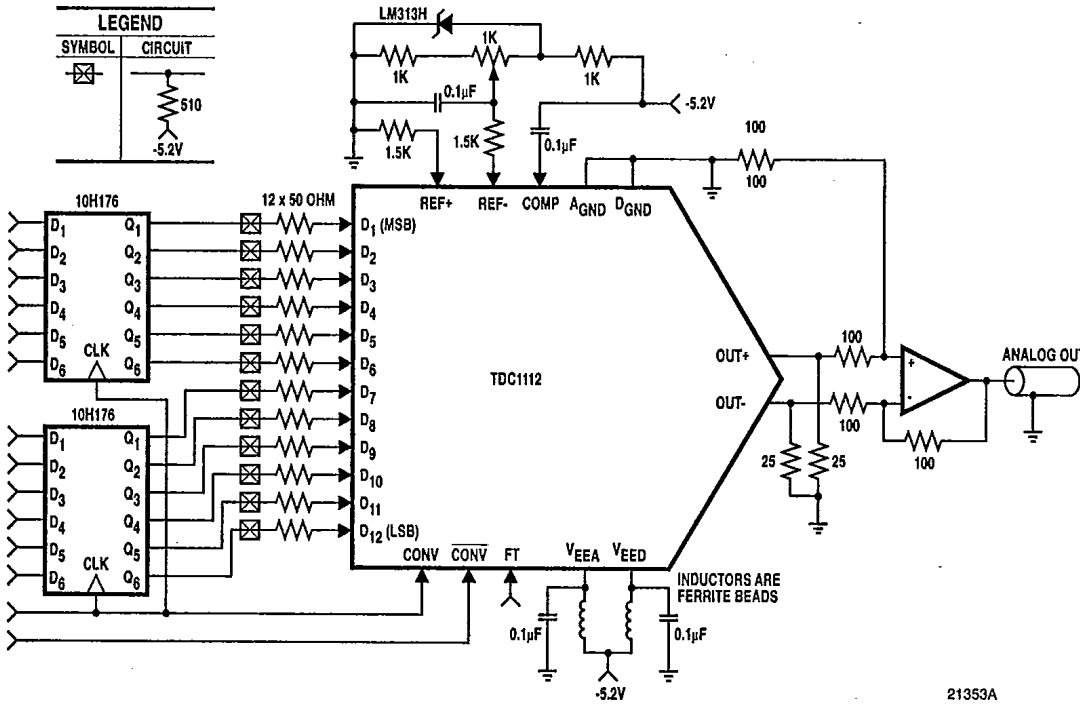 LEGEND
SYMBOL CIRCUIT
510
-5.2V
LM313H
1K
1K
1K
0.1µF
-5.2V
1.5K
1.5K
0.1µF
100
100
REF+ REF- COMP AGND DGND
10H176
12 x 50 OHM
D1 Q1 D1 (MSB)
D2 Q2 D2
D3 Q3 D3
D4 Q4 D4
D5 Q5 D5
D6 CLK Q6 D6
TDC1112
OUT+ 100
+
ANALOG OUT
OUT- 100
-
100
25 25
10H176
D1 Q1 D7
D2 Q2 D8
D3 Q3 D9
D4 Q4 D10
D5 Q5 D11
D6 CLK Q6 D12 (LSB)
CONV CONV FT VEEA VEED
INDUCTORS ARE
FERRITE BEADS
0.1µF 0.1µF
-5.2V
21353A